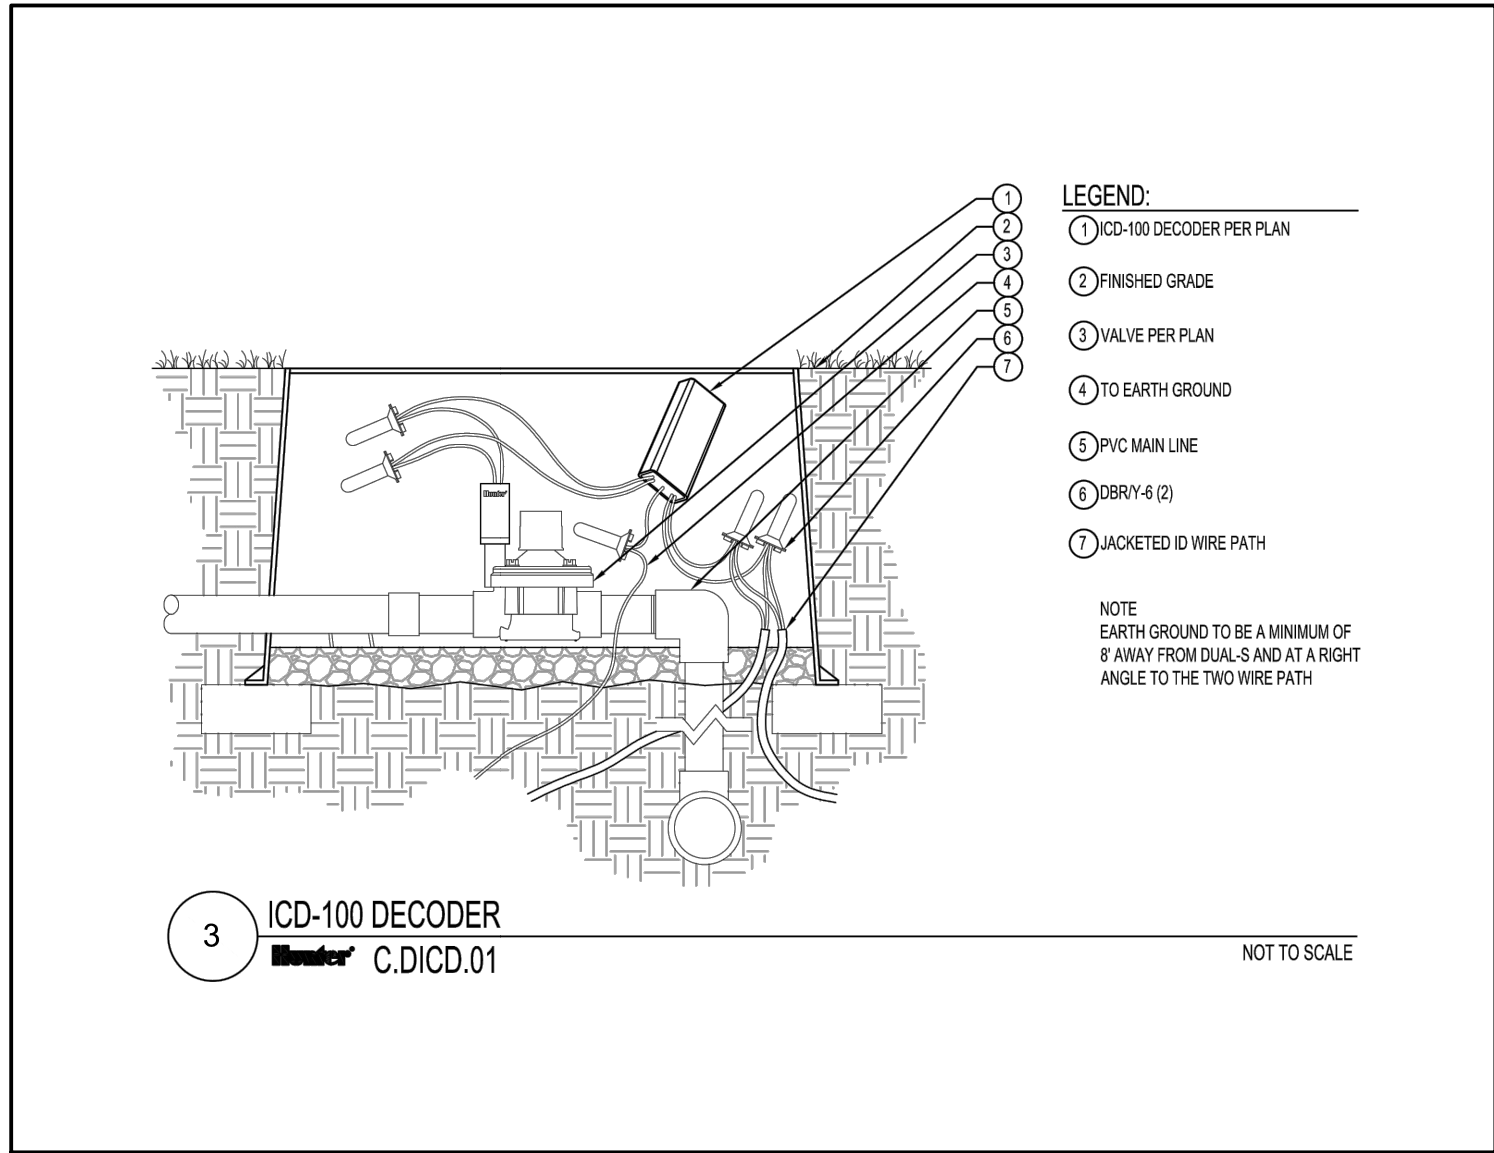 1
2
3
4
5
6
7
LEGEND:
1 ICD-100 DECODER PER PLAN
2 FINISHED GRADE
3 VALVE PER PLAN
4 TO EARTH GROUND
5 PVC MAIN LINE
6 DBR/Y-6 (2)
7 JACKETED ID WIRE PATH
NOTE
EARTH GROUND TO BE A MINIMUM OF
8' AWAY FROM DUAL-S AND AT A RIGHT
ANGLE TO THE TWO WIRE PATH
Hunter®
3
ICD-100 DECODER
Hunter® C.DICD.01
NOT TO SCALE